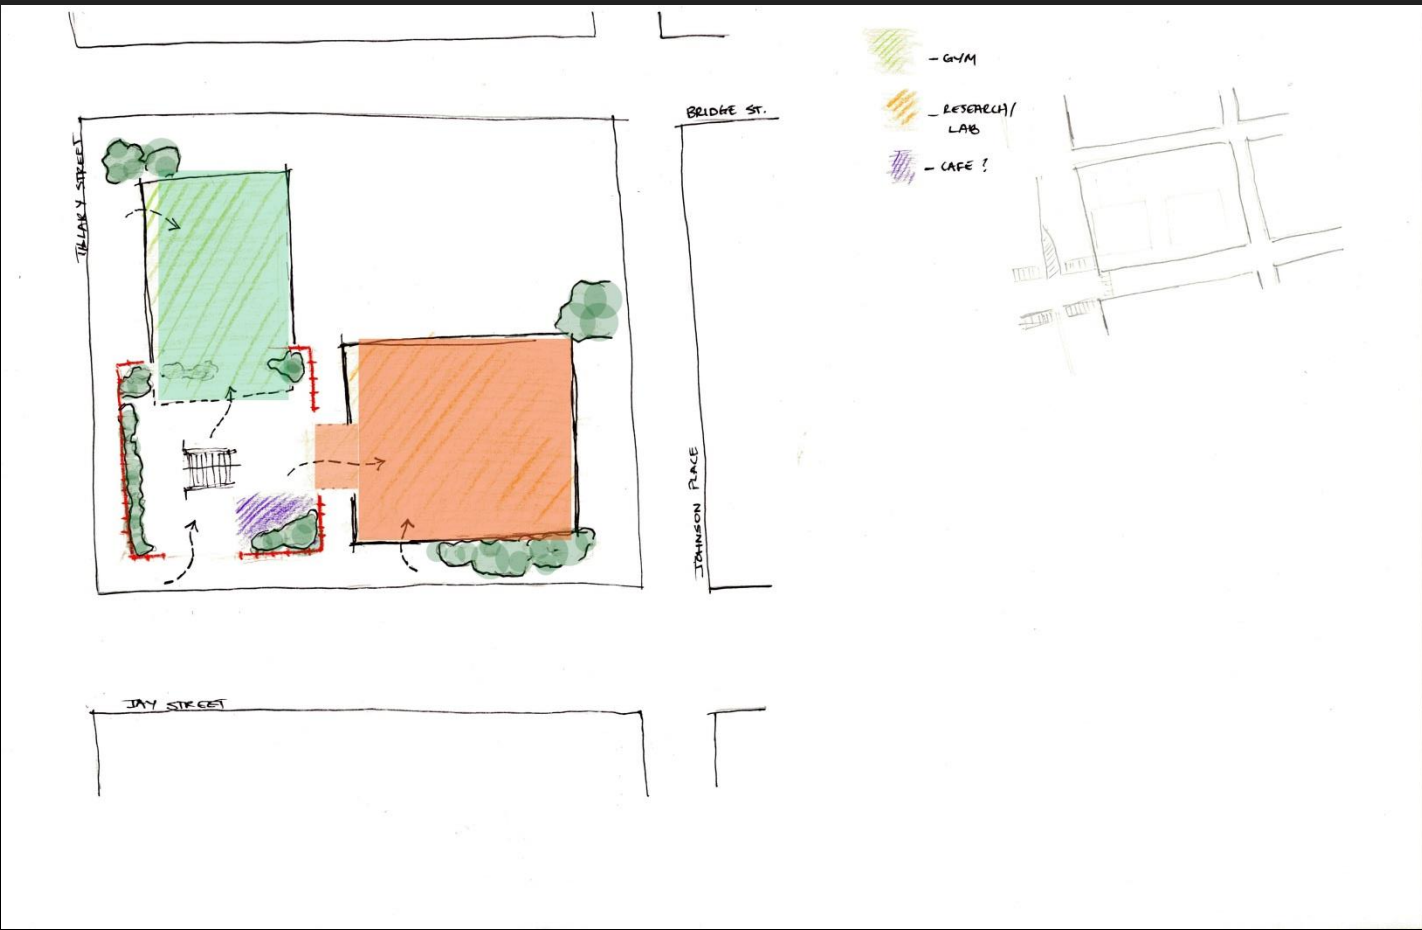 BRIDGE ST.
TILLARY STREET
JOHNSON PLACE
JAY STREET
- GYM
- RESEARCH/
LAB
- CAFE ?